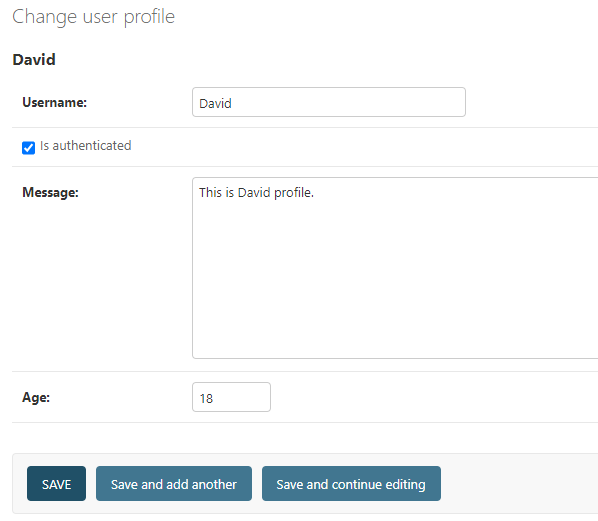 Change user profile
David
Username: David
Is authenticated
Message: This is David profile.
Age: 18
SAVE Save and add another Save and continue editing